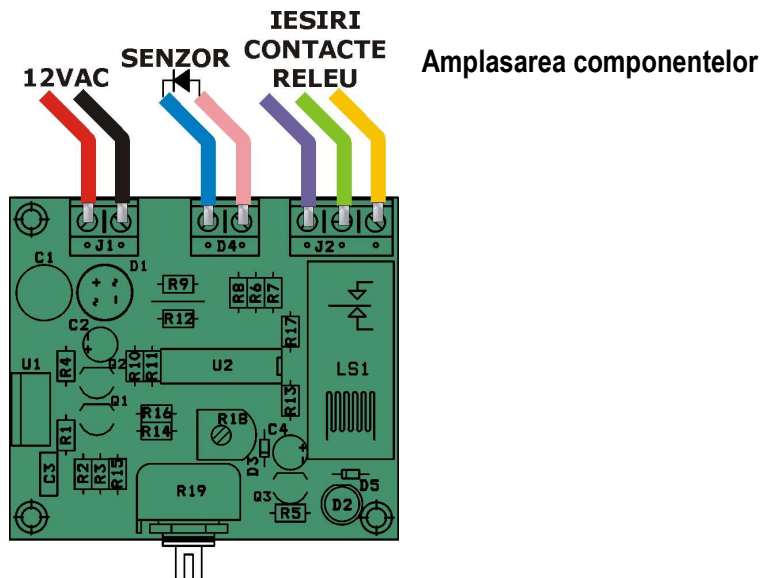 IESIRI
CONTACTE
RELEU
SENZOR
12VAC
Amplasarea componentelor
J1
D4
J2
C1
D1
R9
R12
R8
R6
R7
C2
R17
U1
R4
Q2
R10
R11
U2
LS1
Q1
R13
R1
R16
R14
R18
C4
C3
R2
R3
R15
D3
R19
Q3
R5
D5
D2